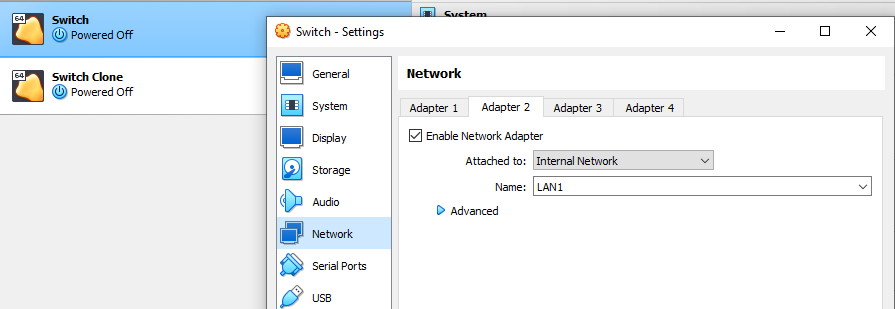 64
Switch
Powered Off
64
Switch Clone
Powered Off
System
Switch - Settings
General
System
Display
Storage
Audio
Network
Serial Ports
USB
Network
Adapter 1 Adapter 2 Adapter 3 Adapter 4
Enable Network Adapter
Attached to: Internal Network
Name: LAN1
Advanced